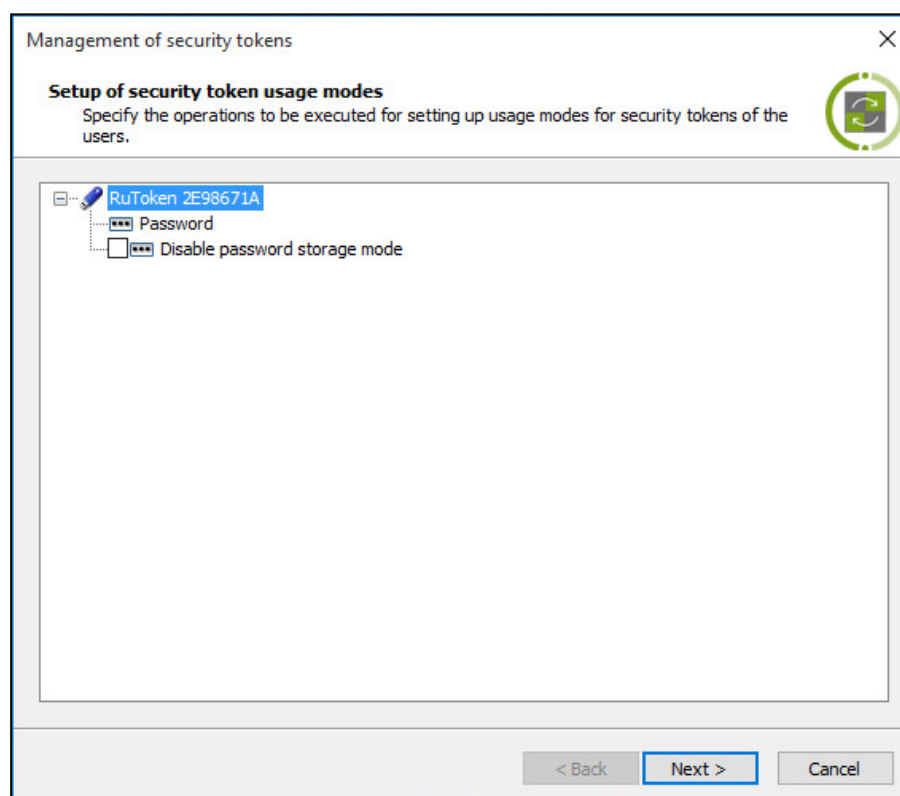 Management of security tokens
Setup of security token usage modes
Specify the operations to be executed for setting up usage modes for security tokens of the
users.
RuToken 2E98671A
Password
Disable password storage mode
< Back Next > Cancel